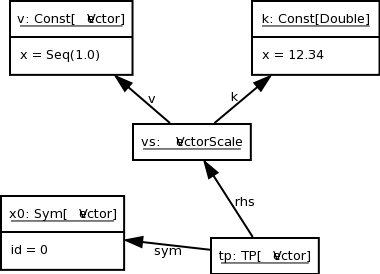 v: Const[Vector]
k: Const[Double]
x = Seq(1.0)
x = 12.34
v
k
vs: VectorScale
rhs
x0: Sym[Vector]
id = 0
sym
tp: TP[Vector]